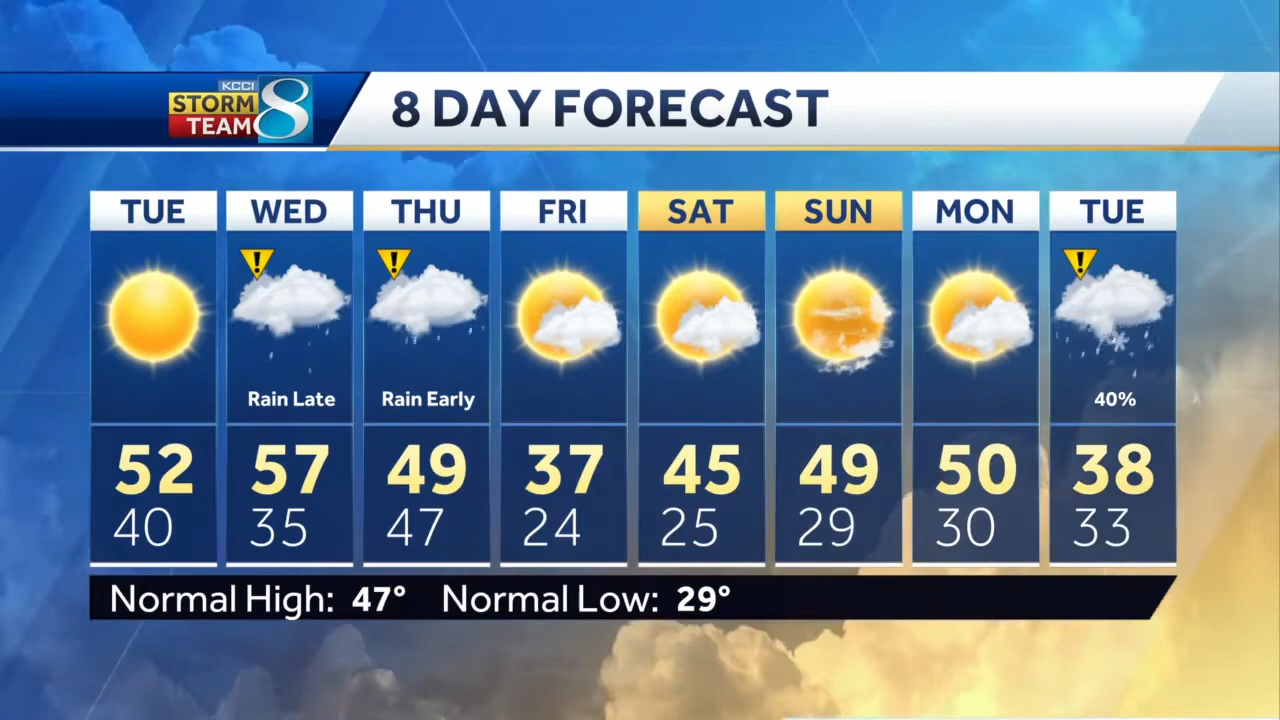 KCCI
STORM
TEAM 8
8 DAY FORECAST
TUE WED THU FRI SAT SUN MON TUE
! ! !
Rain Late Rain Early 40%
52 57 49 37 45 49 50 38
40 35 47 24 25 29 30 33
Normal High: 47° Normal Low: 29°